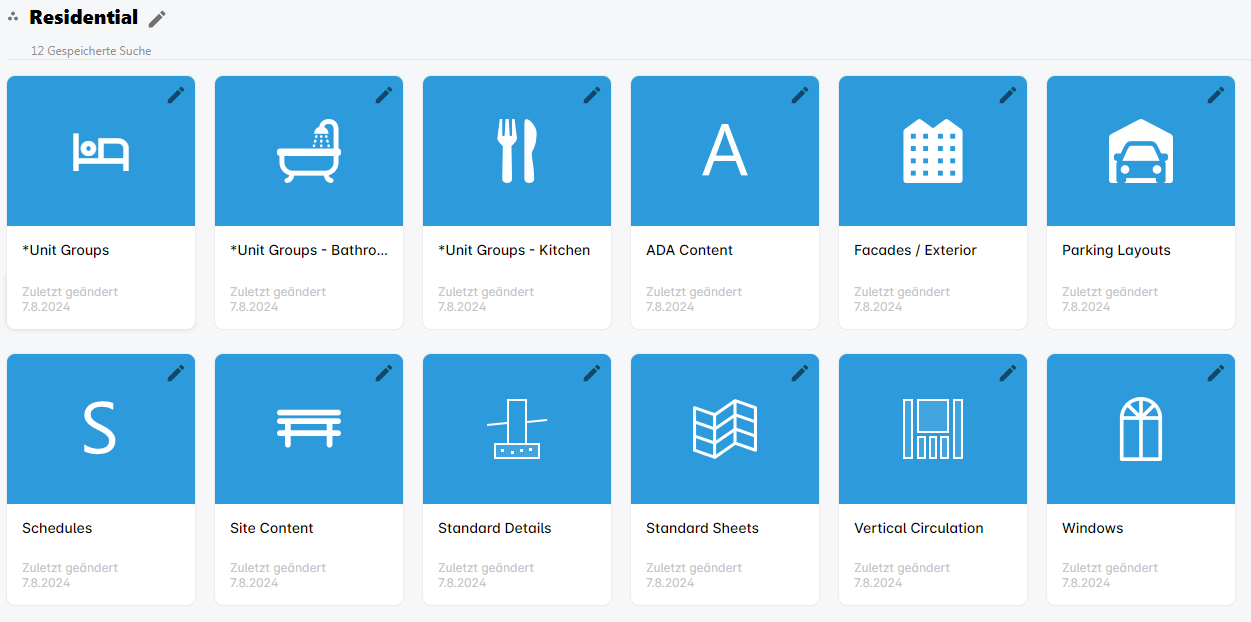 Residential
12 Gespeicherte Suche
*Unit Groups
*Unit Groups - Bathro...
*Unit Groups - Kitchen
A
ADA Content
Facades / Exterior
Parking Layouts
Zuletzt geändert
7.8.2024
Zuletzt geändert
7.8.2024
Zuletzt geändert
7.8.2024
Zuletzt geändert
7.8.2024
Zuletzt geändert
7.8.2024
Zuletzt geändert
7.8.2024
S
Schedules
Site Content
Standard Details
Standard Sheets
Vertical Circulation
Windows
Zuletzt geändert
7.8.2024
Zuletzt geändert
7.8.2024
Zuletzt geändert
7.8.2024
Zuletzt geändert
7.8.2024
Zuletzt geändert
7.8.2024
Zuletzt geändert
7.8.2024